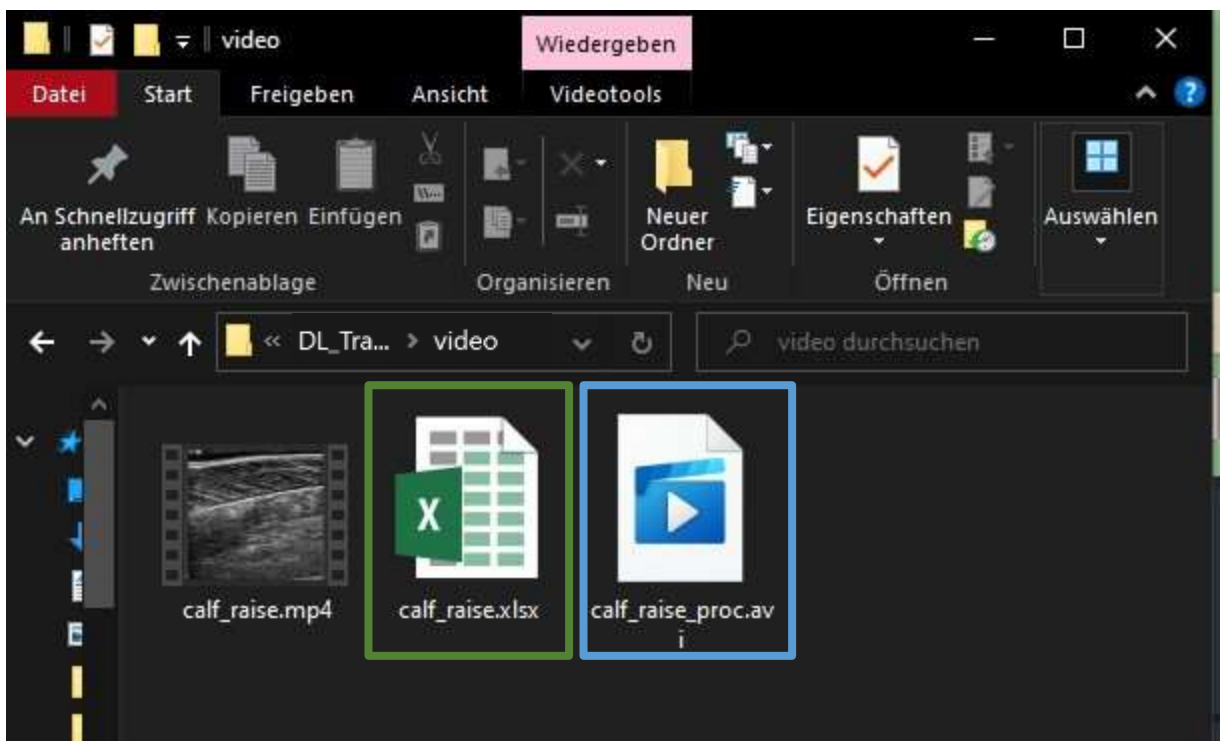 video
Wiedergeben
Datei
Start
Freigeben
Ansicht
Videotools
?
An Schnellzugriff
anheften
Kopieren
Einfügen
Neuer
Ordner
Eigenschaften
Auswählen
Zwischenablage
Organisieren
Neu
Öffnen
« DL_Tra... > video
video durchsuchen
X
calf_raise.mp4
calf_raise.xlsx
calf_raise_proc.av
i